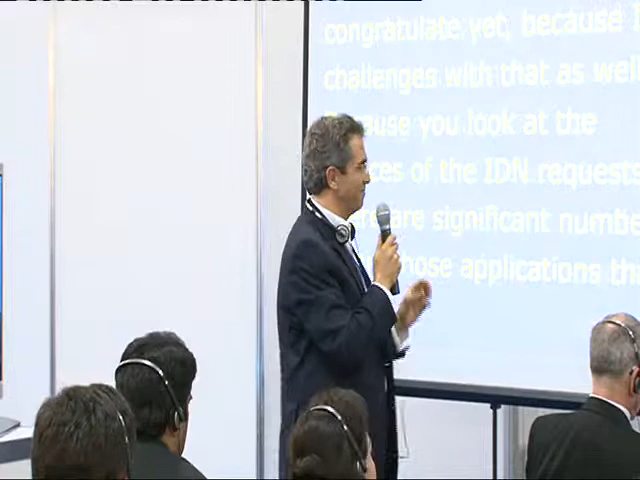 congratulate yet, because
challenges with that as well
because you look at the
of the IDN requests
are significant number
those applications